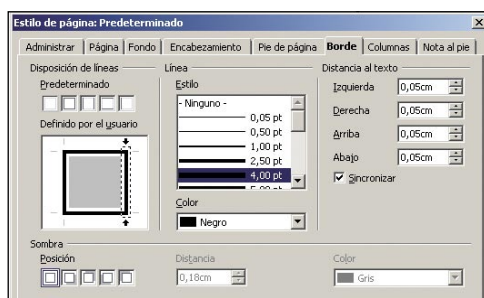 Estilo de página: Predeterminado
Administrar Página Fondo Encabezamiento Pie de página Borde Columnas Nota al pie
Disposición de líneas
Predeterminado
Definido por el usuario
Línea
Estilo
- Ninguno -
0,05 pt
0,50 pt
1,00 pt
2,50 pt
4,00 pt
5,00 pt
Color
Negro
Distancia al texto
Izquierda 0,05cm
Derecha 0,05cm
Arriba 0,05cm
Abajo 0,05cm
Sincronizar
Sombra
Posición
Distancia
0,18cm
Color
Gris